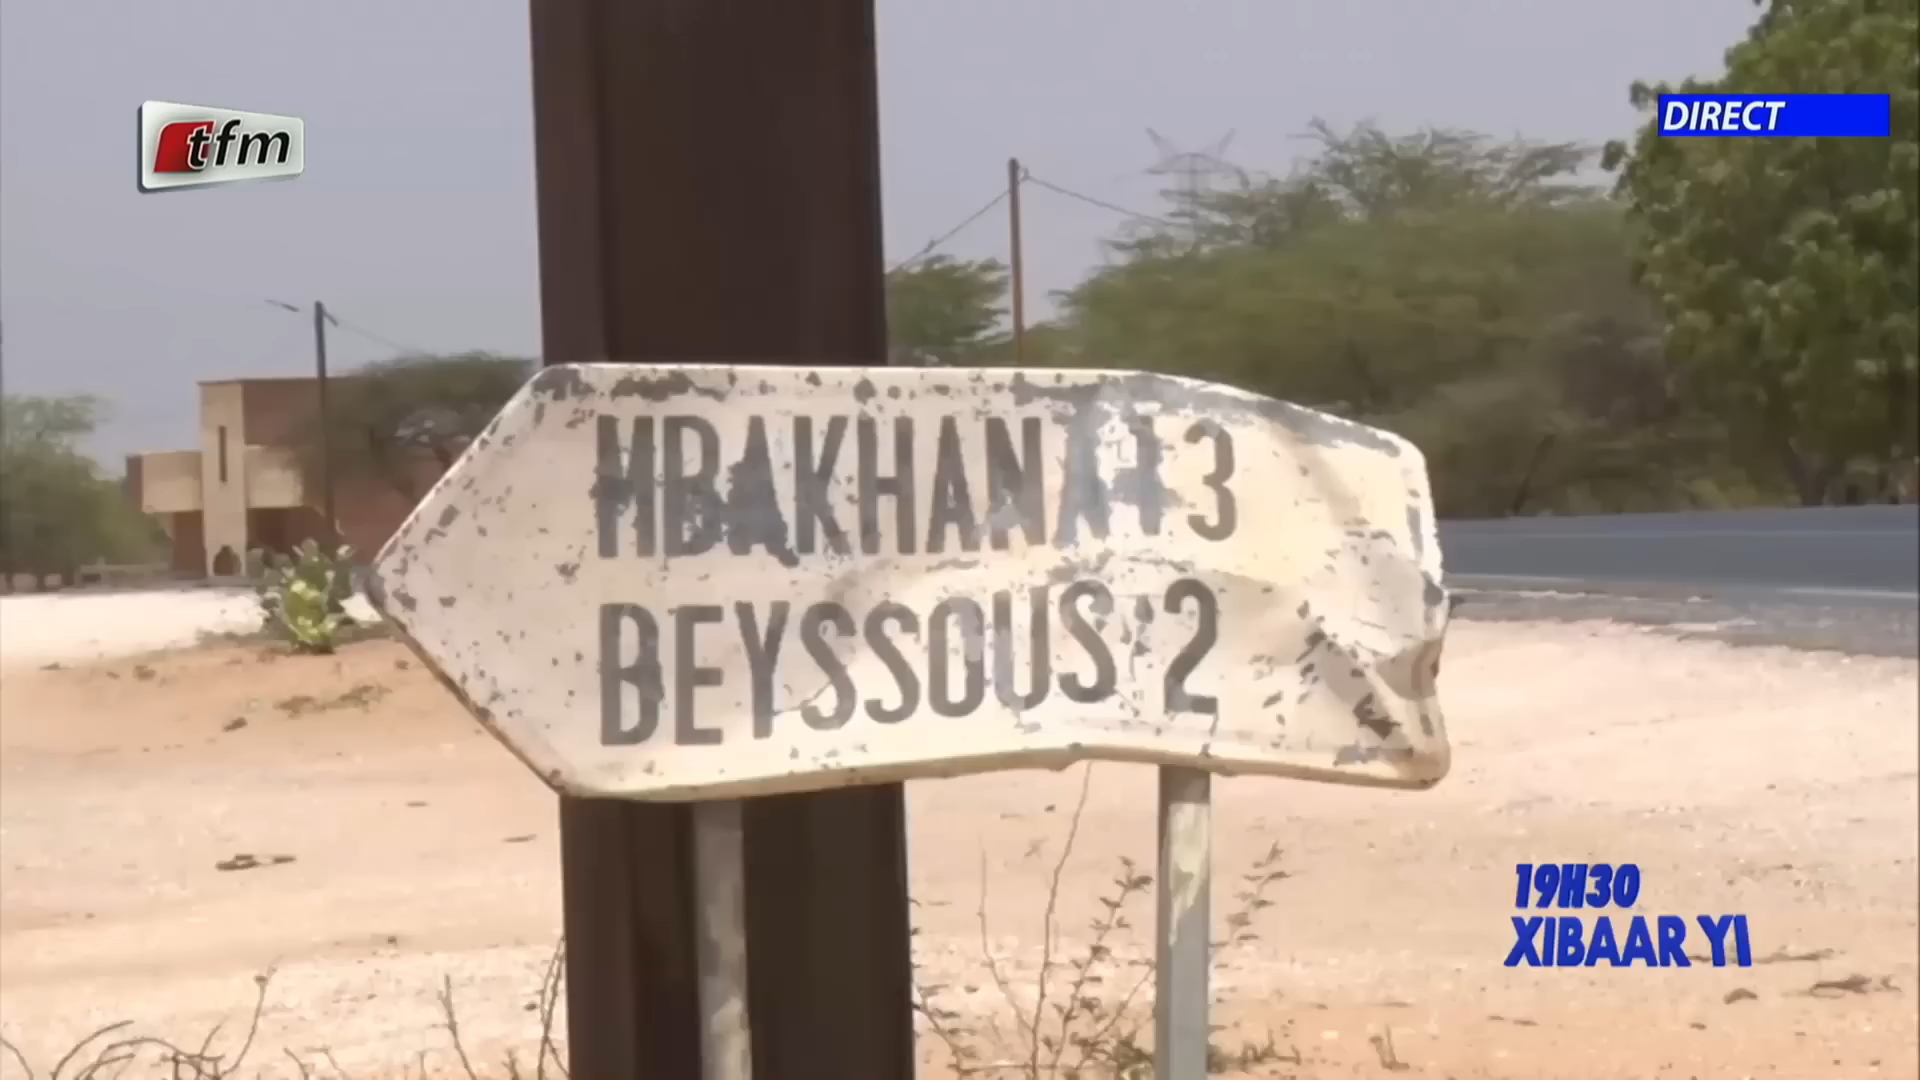 tfm
DIRECT
MBAKHANA 3
BEYSSOUS 2
19H30
XIBAAR YI